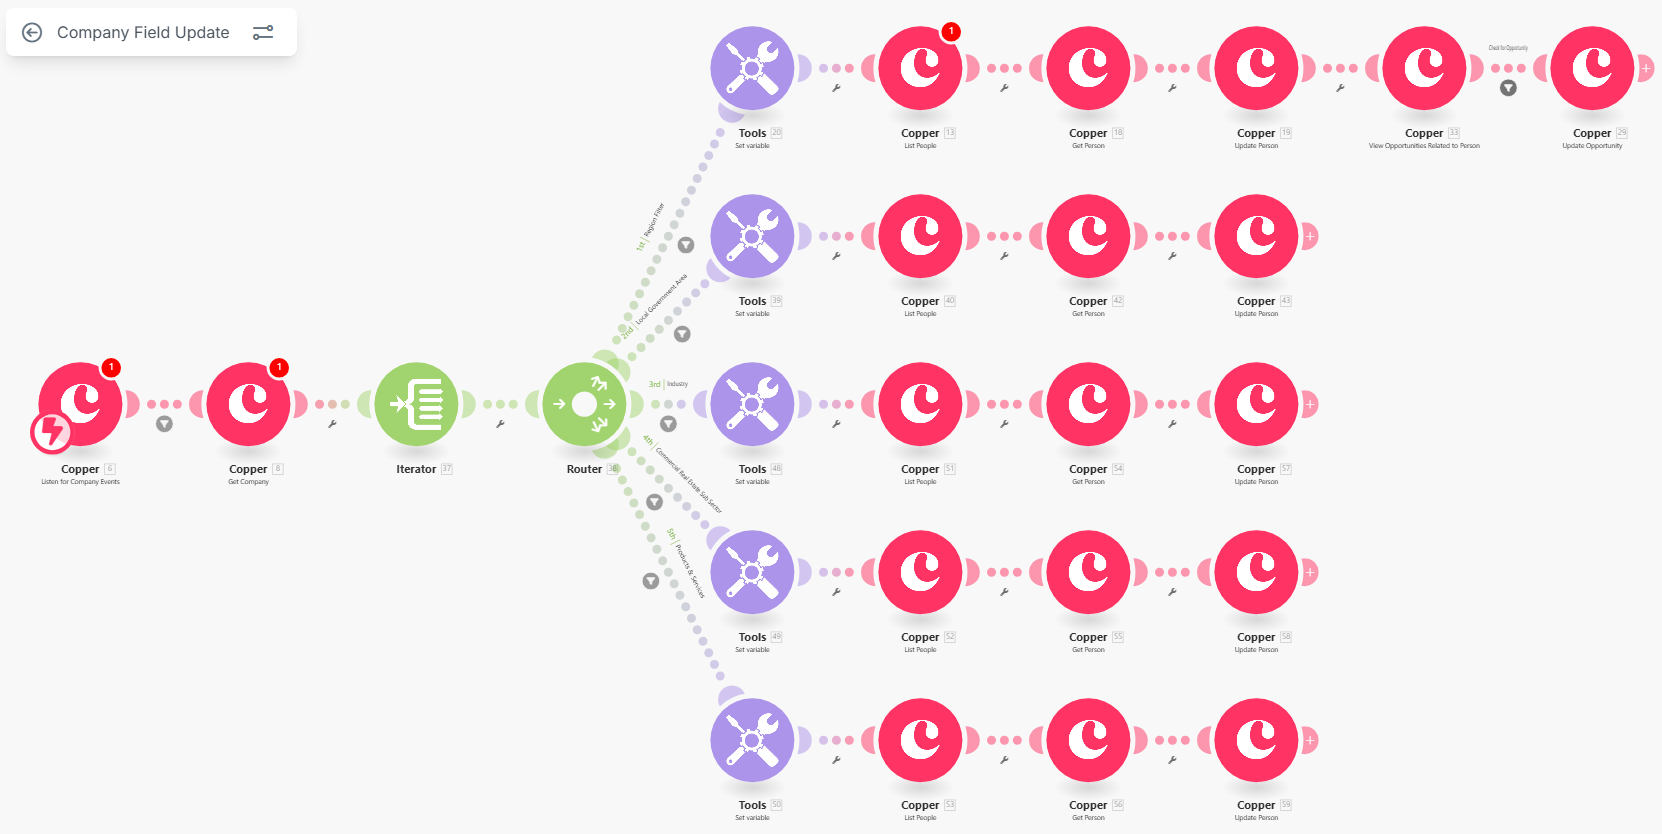 Company Field Update
1
Tools 20
Set variable
Copper 13
List People
Copper 18
Get Person
Copper 19
Update Person
Copper 33
View Opportunities Related to Person
Check for Opportunity
Copper 29
Update Opportunity
1st | Region Filter
Tools 39
Set variable
Copper 40
List People
Copper 42
Get Person
Copper 43
Update Person
2nd | Local Government Area
1
Copper 6
Listen for Company Events
1
Copper 8
Get Company
Iterator 37
Router 38
3rd | Industry
Tools 48
Set variable
Copper 51
List People
Copper 54
Get Person
Copper 57
Update Person
4th | Commercial Real Estate Sub Sector
Tools 49
Set variable
Copper 52
List People
Copper 55
Get Person
Copper 58
Update Person
5th | Products & Services
Tools 50
Set variable
Copper 53
List People
Copper 56
Get Person
Copper 59
Update Person